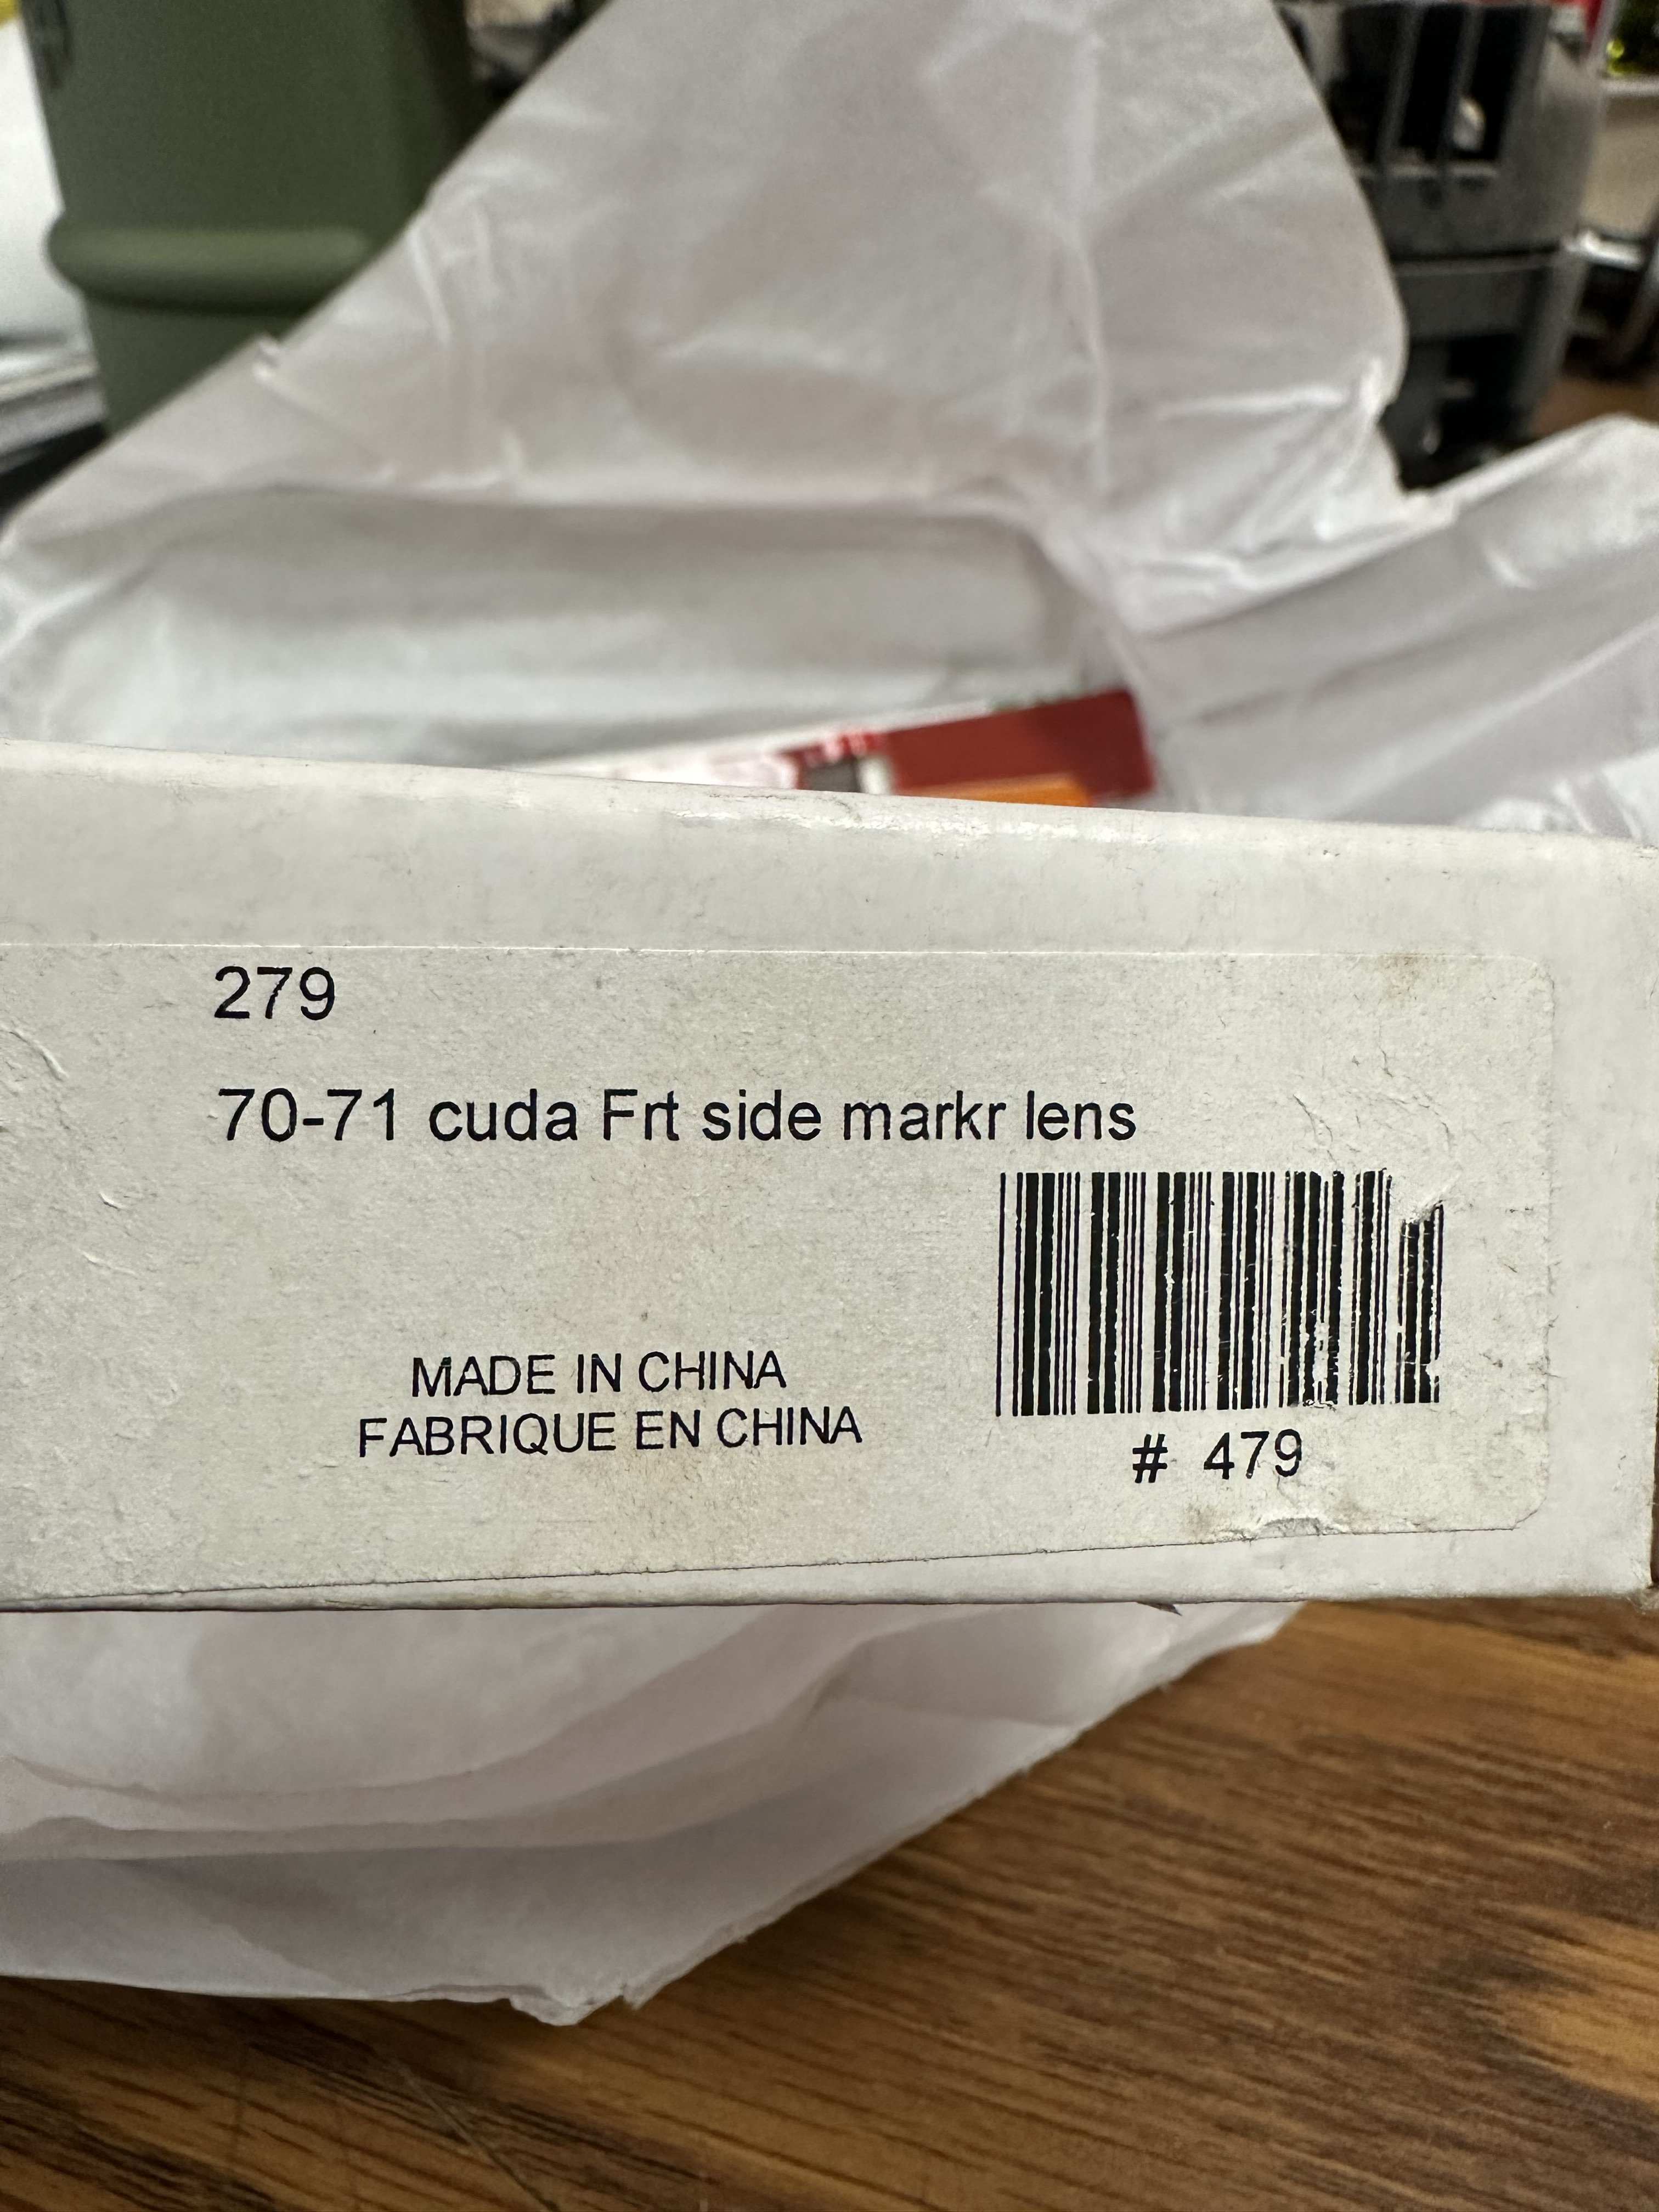 279
70-71 cuda Frt side markr lens
MADE IN CHINA
FABRIQUE EN CHINA
# 479